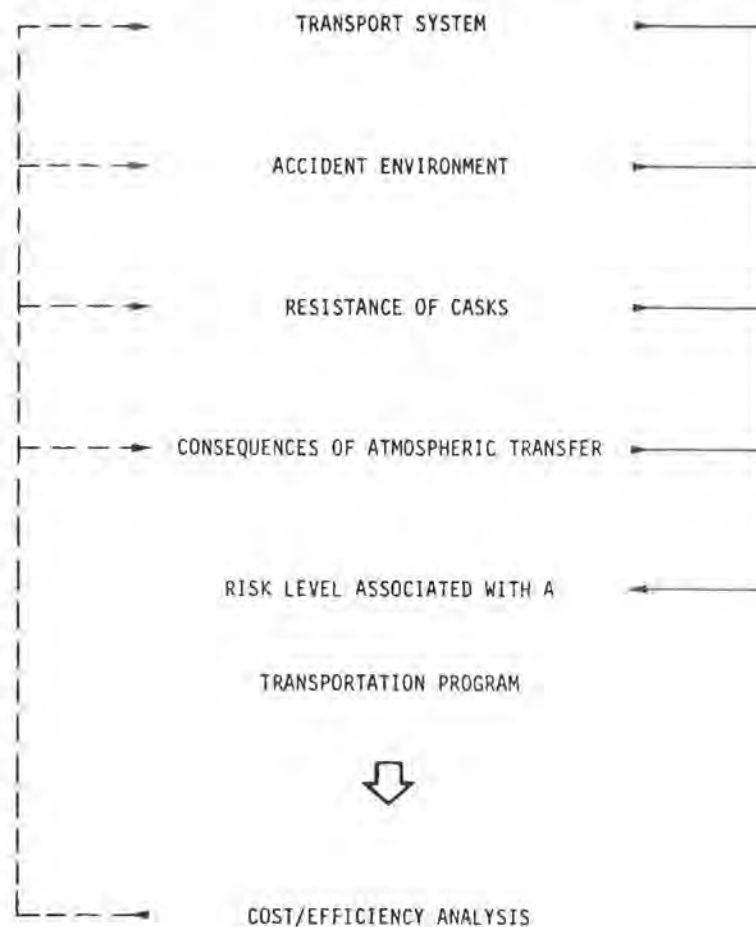 TRANSPORT SYSTEM
ACCIDENT ENVIRONMENT
RESISTANCE OF CASKS
CONSEQUENCES OF ATMOSPHERIC TRANSFER
RISK LEVEL ASSOCIATED WITH A
TRANSPORTATION PROGRAM
COST/EFFICIENCY ANALYSIS